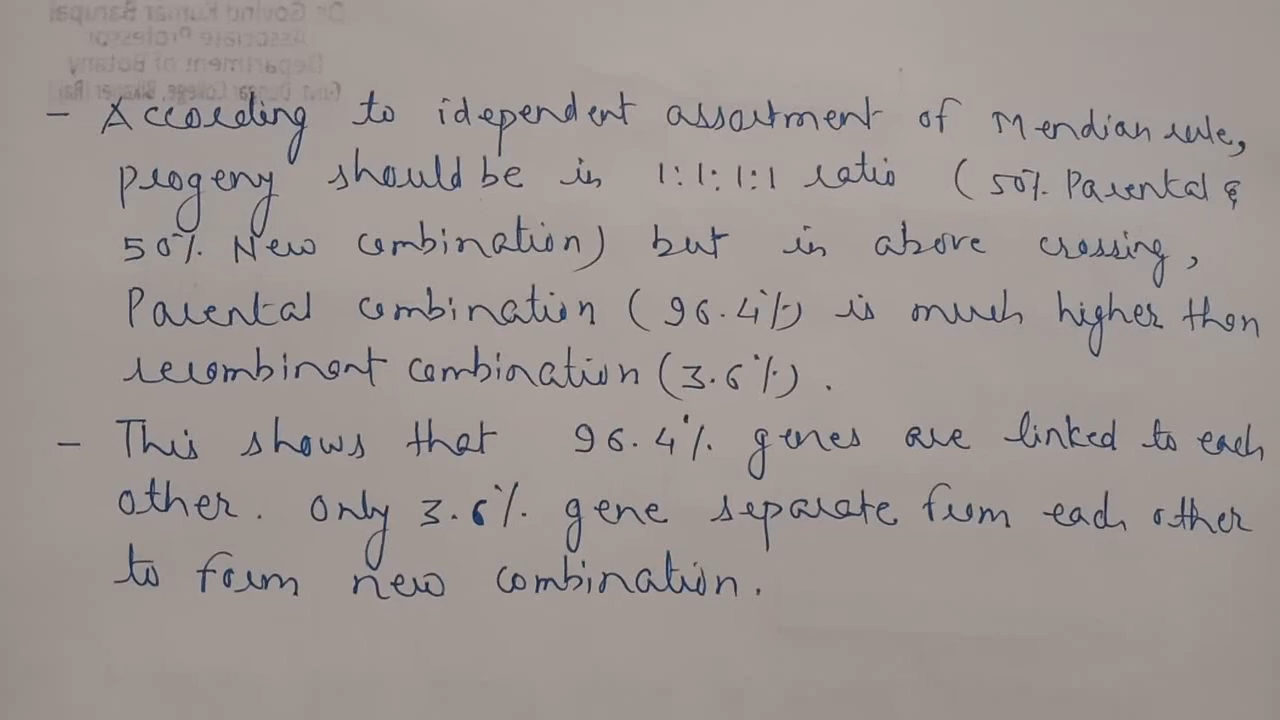 - According to idependent assortment of Mendian rule,
progeny should be in 1:1:1:1 ratio (50% Parental &
50% New combination) but in above crossing,
Parental combination (96.4%) is much higher then
recombinent combination (3.6%).
- This shows that 96.4% genes are linked to each
other. Only 3.6% gene separate from each other
to form new combination.